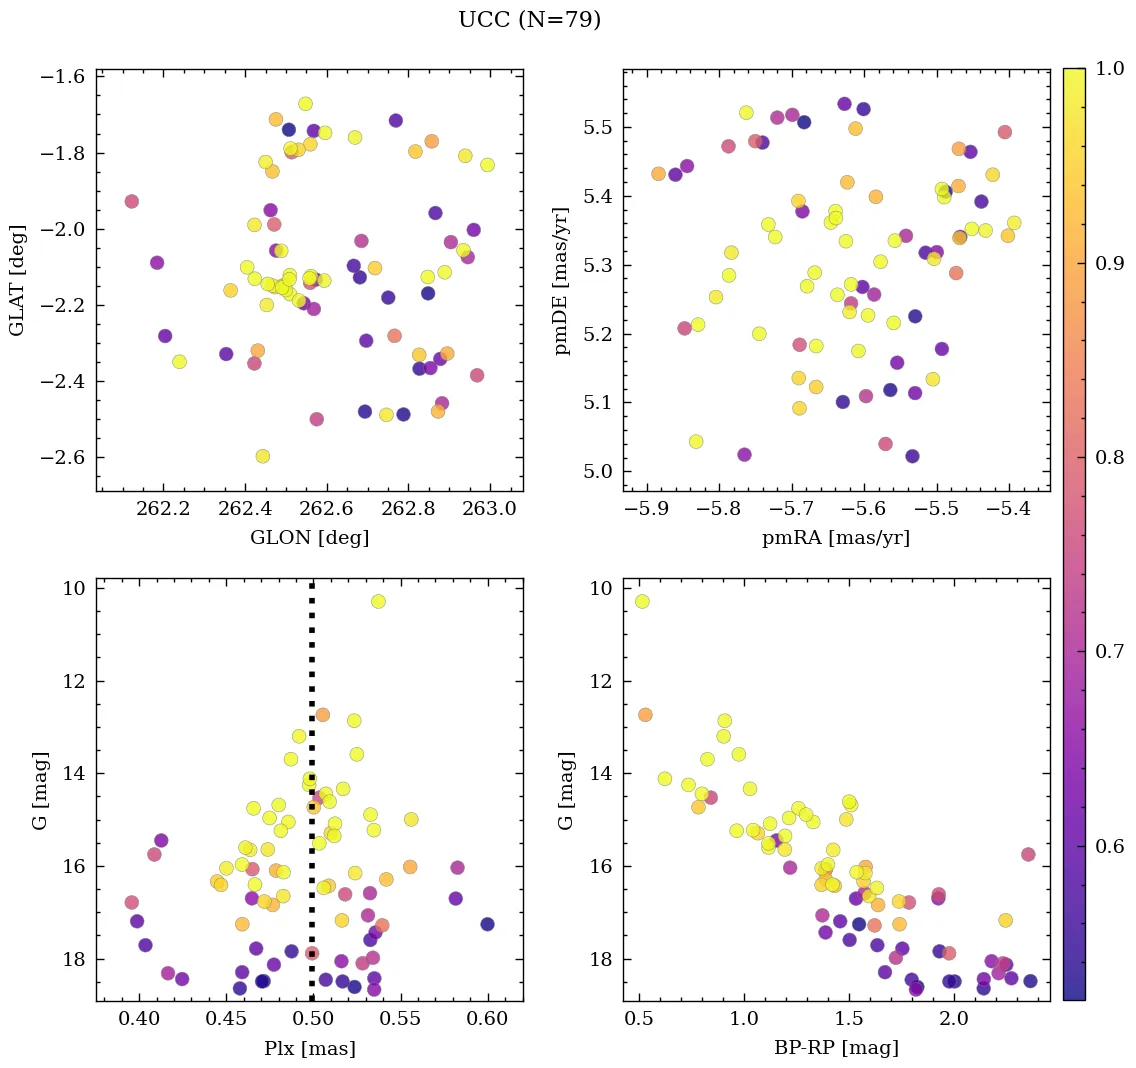 UCC (N=79)
−1.6
−1.8
−2.0
−2.2
−2.4
−2.6
GLAT [deg]
262.2 262.4 262.6 262.8 263.0
GLON [deg]
5.5
5.4
5.3
5.2
5.1
5.0
pmDE [mas/yr]
−5.9 −5.8 −5.7 −5.6 −5.5 −5.4
pmRA [mas/yr]
1.0
0.9
0.8
0.7
0.6
10
12
14
16
18
G [mag]
0.40 0.45 0.50 0.55 0.60
Plx [mas]
10
12
14
16
18
G [mag]
0.5 1.0 1.5 2.0
BP-RP [mag]